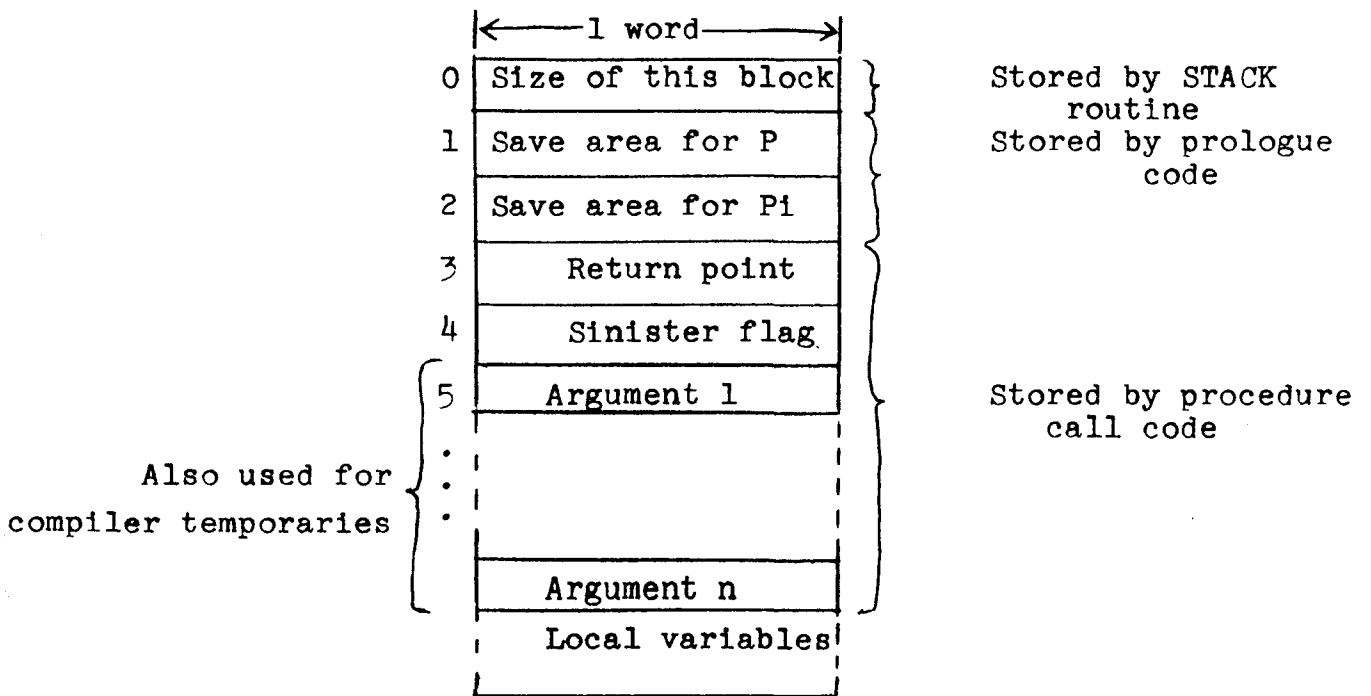 1 word
0 Size of this block Stored by STACK
routine
1 Save area for P Stored by prologue
code
2 Save area for Pi
3 Return point
4 Sinister flag
5 Argument 1 Stored by procedure
call code
Also used for
compiler temporaries
Argument n
Local variables